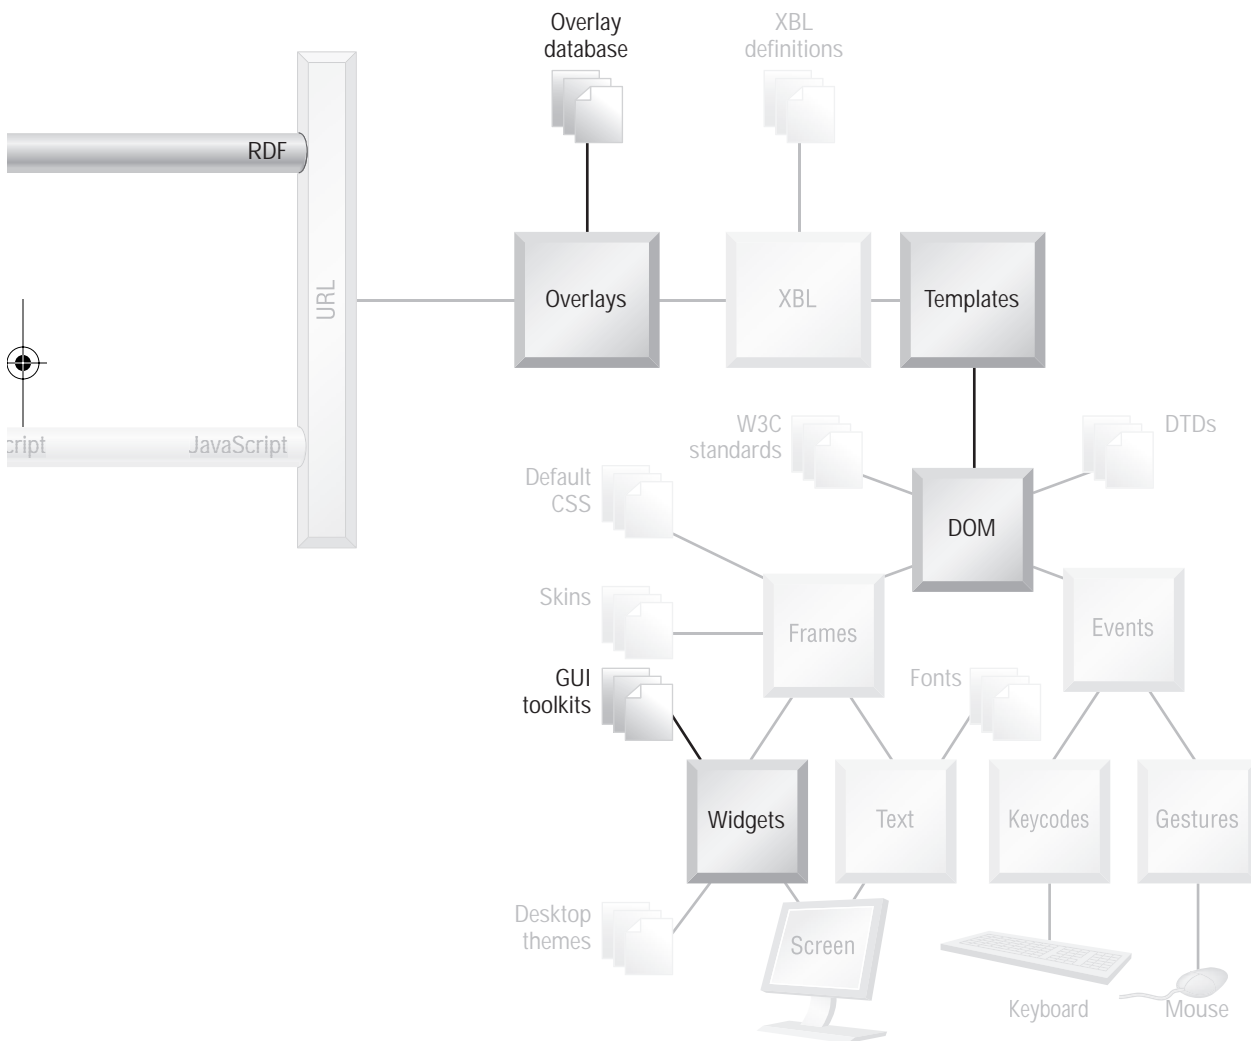 Overlay
database
XBL
definitions
RDF
URL
Overlays
XBL
Templates
W3C
standards
DTDs
cript
JavaScript
Default
CSS
DOM
Skins
Frames
Events
GUI
toolkits
Fonts
Widgets
Text
Keycodes
Gestures
Desktop
themes
Screen
Keyboard
Mouse